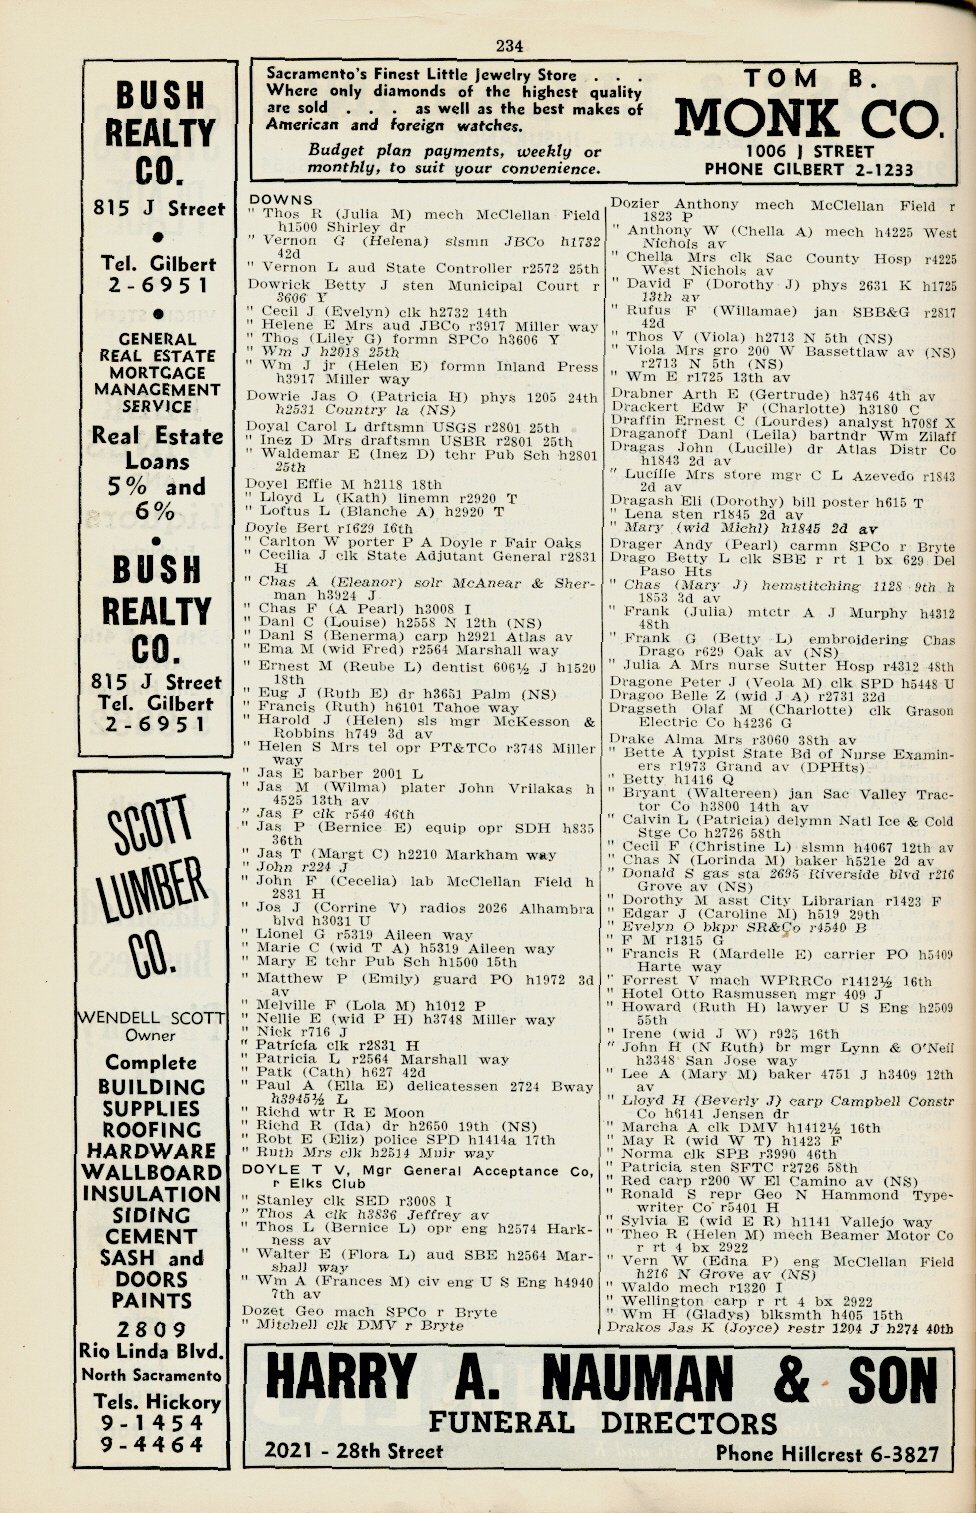 234
BUSH
REALTY
CO.
815 J Street
•
Tel. Gilbert
2-6951
•
GENERAL
REAL ESTATE
MORTGAGE
MANAGEMENT
SERVICE
Real Estate
Loans
5% and
6%
•
BUSH
REALTY
CO.
815 J Street
Tel. Gilbert
2-6951
SCOTT
LUMBER
CO.
WENDELL SCOTT
Owner
Complete
BUILDING
SUPPLIES
ROOFING
HARDWARE
WALLBOARD
INSULATION
SIDING
CEMENT
SASH and
DOORS
PAINTS
2809
Rio Linda Blvd.
North Sacramento
Tels. Hickory
9-1454
9-4464
Sacramento's Finest Little Jewelry Store . . .
Where only diamonds of the highest quality
are sold . . . as well as the best makes of
American and foreign watches.
Budget plan payments, weekly or
monthly, to suit your convenience.
TOM B.
MONK CO.
1006 J STREET
PHONE GILBERT 2-1233
DOWNS
" Thos R (Julia M) mech McClellan Field
h1500 Shirley dr
" Vernon G (Helena) slsmn JBCo h1732
42d
" Vernon L aud State Controller r2572 25th
Dowrick Betty J sten Municipal Court r
3606 Y
" Cecil J (Evelyn) clk h2732 14th
" Helene E Mrs aud JBCo r3917 Miller way
" Thos (Liley G) formn SPCo h3606 Y
" Wm J h2018 25th
" Wm J jr (Helen E) formn Inland Press
h3917 Miller way
Dowrie Jas O (Patricia H) phys 1205 24th
h2531 Country la (NS)
Doyal Carol L drftsmn USGS r2801 25th
" Inez D Mrs draftsmn USBR r2801 25th
" Waldemar E (Inez D) tchr Pub Sch h2801
25th
Doyel Effie M h2118 18th
" Lloyd L (Kath) linemn r2920 T
" Loftus L (Blanche A) h2920 T
Doyle Bert r1629 16th
" Carlton W porter P A Doyle r Fair Oaks
" Cecilia J clk State Adjutant General r2831
H
" Chas A (Eleanor) solr McAnear & Sher-
man h3924 J
" Chas F (A Pearl) h3008 I
" Danl C (Louise) h2558 N 12th (NS)
" Danl S (Benerma) carp h2921 Atlas av
" Ema M (wid Fred) r2564 Marshall way
" Ernest M (Reube L) dentist 606½ J h1520
18th
" Eug J (Ruth E) dr h3651 Palm (NS)
" Francis (Ruth) h6101 Tahoe way
" Harold J (Helen) sls mgr McKesson &
Robbins h749 3d av
" Helen S Mrs tel opr PT&TCo r3748 Miller
way
" Jas E barber 2001 L
" Jas M (Wilma) plater John Vrilakas h
4525 13th av
" Jas P clk r540 46th
" Jas P (Bernice E) equip opr SDH h835
36th
" Jas T (Margt C) h2210 Markham way
" John r224 J
" John F (Cecelia) lab McClellan Field h
2831 H
" Jos J (Corrine V) radios 2026 Alhambra
blvd h3031 U
" Lionel G r5319 Aileen way
" Marie C (wid T A) h5319 Aileen way
" Mary E tchr Pub Sch h1500 15th
Matthew P (Emily) guard PO h1972 3d
av
" Melville F (Lola M) h1012 P
" Nellie E (wid P H) h3748 Miller way
" Nick r716 J
" Patricia clk r2831 H
" Patricia L r2564 Marshall way
" Patk (Cath) h627 42d
" Paul A (Ella E) delicatessen 2724 Bway
h3945½ L
" Richd wtr R E Moon
" Richd R (Ida) dr h2650 19th (NS)
" Robt E (Eliz) police SPD h1414a 17th
" Ruth Mrs clk h2514 Muir way
DOYLE T V, Mgr General Acceptance Co,
r Elks Club
" Stanley clk SED r3008 I
" Thos A clk h3836 Jeffrey av
" Thos L (Bernice L) opr eng h2574 Hark-
ness av
" Walter E (Flora L) aud SBE h2564 Mar-
shall way
" Wm A (Frances M) civ eng U S Eng h4940
7th av
Dozet Geo mach SPCo r Bryte
" Mitchell clk DMV r Bryte
Dozier Anthony mech McClellan Field r
1823 P
" Anthony W (Chella A) mech h4225 West
Nichols av
" Chella Mrs clk Sac County Hosp r4225
West Nichols av
" David F (Dorothy J) phys 2631 K h1725
13th av
" Rufus F (Willamae) jan SBB&G r2817
42d
" Thos V (Viola) h2713 N 5th (NS)
" Viola Mrs gro 200 W Bassettlaw av (NS)
r2713 N 5th (NS)
" Wm E r1725 13th av
Drabner Arth E (Gertrude) h3746 4th av
Drackert Edw F (Charlotte) h3180 C
Draffin Ernest C (Lourdes) analyst h708f X
Draganoff Danl (Leila) bartndr Wm Zilaff
Dragas John (Lucille) dr Atlas Distr Co
h1843 2d av
" Lucille Mrs store mgr C L Azevedo r1843
2d av
Dragash Eli (Dorothy) bill poster h615 T
" Lena sten r1845 2d av
" Mary (wid Michl) h1845 2d av
Drager Andy (Pearl) carmn SPCo r Bryte
Drago Betty L clk SBE r rt 1 bx 629 Del
Paso Hts
" Chas (Mary J) hemstitching 1128 9th h
1853 3d av
" Frank (Julia) mtctr A J Murphy h4312
48th
" Frank G (Betty L) embroidering Chas
Drago r629 Oak av (NS)
" Julia A Mrs nurse Sutter Hosp r4312 48th
Dragone Peter J (Veola M) clk SPD h5448 U
Dragoo Belle Z (wid J A) r2731 32d
Dragseth Olaf M (Charlotte) clk Grason
Electric Co h4236 G
Drake Alma Mrs r3060 38th av
" Bette A typist State Bd of Nurse Examin-
ers r1973 Grand av (DPHts)
" Betty h1416 Q
" Bryant (Waltereen) jan Sac Valley Trac-
tor Co h3800 14th av
" Calvin L (Patricia) delymn Natl Ice & Cold
Stge Co h2726 58th
" Cecil F (Christine L) slsmn h4067 12th av
" Chas N (Lorinda M) baker h521e 2d av
" Donald S gas sta 2695 Riverside blvd r216
Grove av (NS)
" Dorothy M asst City Librarian r1423 F
" Edgar J (Caroline M) h519 29th
" Evelyn O bkpr SR&Co r4540 B
" F M r1315 G
" Francis R (Mardelle E) carrier PO h5409
Harte way
" Forrest V mach WPRRCo r1412½ 16th
" Hotel Otto Rasmussen mgr 409 J
" Howard (Ruth H) lawyer U S Eng h2509
55th
" Irene (wid J W) r925 16th
" John H (N Ruth) br mgr Lynn & O'Neil
h3348 San Jose way
" Lee A (Mary M) baker 4751 J h3409 12th
av
" Lloyd H (Beverly J) carp Campbell Constr
Co h6141 Jensen dr
" Marcha A clk DMV h1412½ 16th
" May R (wid W T) h1423 F
" Norma clk SPB r3990 46th
" Patricia sten SFTC r2726 58th
" Red carp r200 W El Camino av (NS)
" Ronald S repr Geo N Hammond Type-
writer Co r5401 H
" Sylvia E (wid E R) h1141 Vallejo way
" Theo R (Helen M) mech Beamer Motor Co
r rt 4 bx 2922
" Vern W (Edna P) eng McClellan Field
h216 N Grove av (NS)
" Waldo mech r1320 I
" Wellington carp r rt 4 bx 2922
" Wm H (Gladys) blksmth h405 15th
Drakos Jas K (Joyce) restr 1204 J h274 40th
HARRY A. NAUMAN & SON
FUNERAL DIRECTORS
2021 - 28th Street
Phone Hillcrest 6-3827